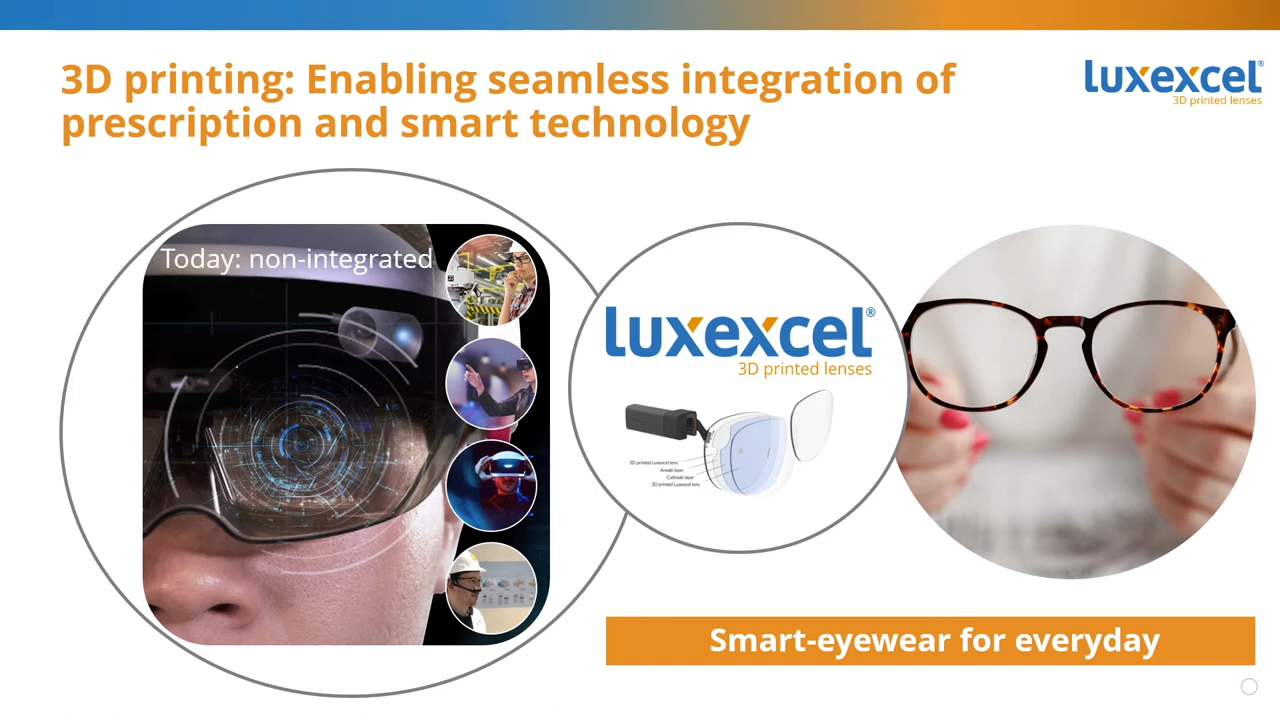 3D printing: Enabling seamless integration of
prescription and smart technology
luxexcel®
3D printed lenses
Today: non-integrated
luxexcel®
3D printed lenses
3D printed Luxexcel lens
Anode layer
Cathode layer
3D printed Luxexcel lens
Smart-eyewear for everyday